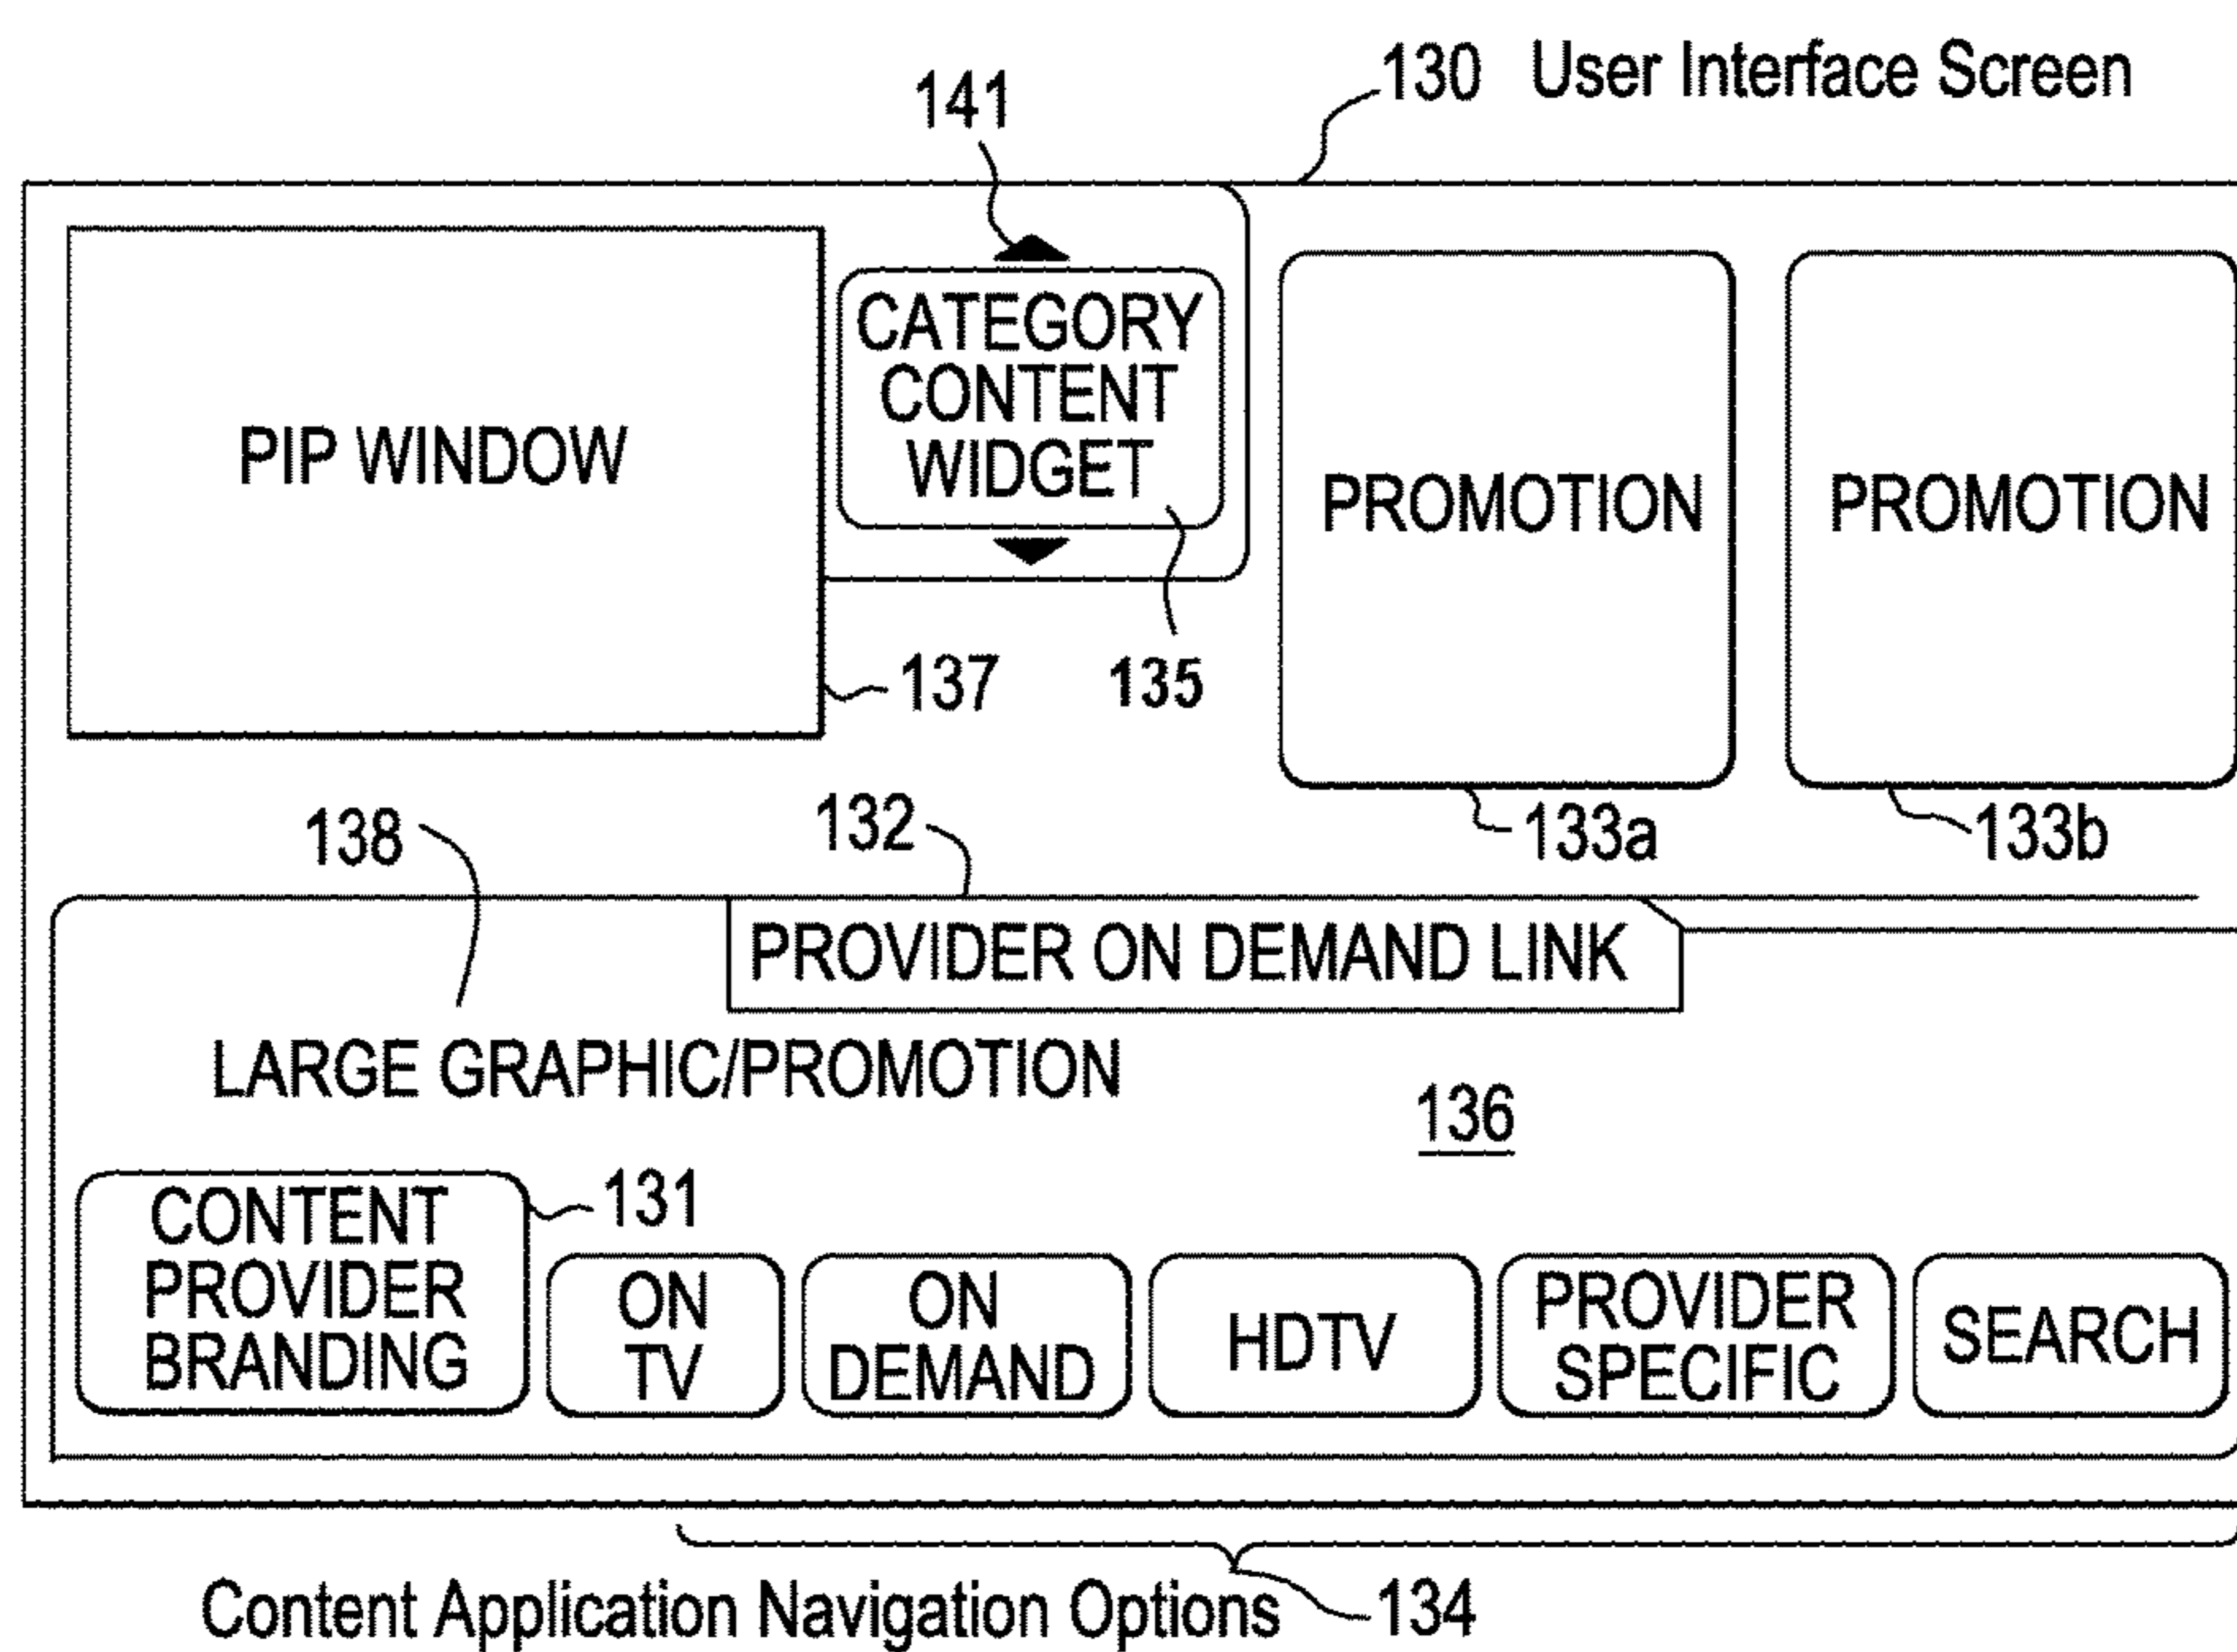 130 User Interface Screen
141
PIP WINDOW
CATEGORY
CONTENT
WIDGET
PROMOTION
PROMOTION
137
135
138
132
133a
133b
PROVIDER ON DEMAND LINK
LARGE GRAPHIC/PROMOTION
136
131
CONTENT
PROVIDER
BRANDING
ON
TV
ON
DEMAND
HDTV
PROVIDER
SPECIFIC
SEARCH
Content Application Navigation Options
134